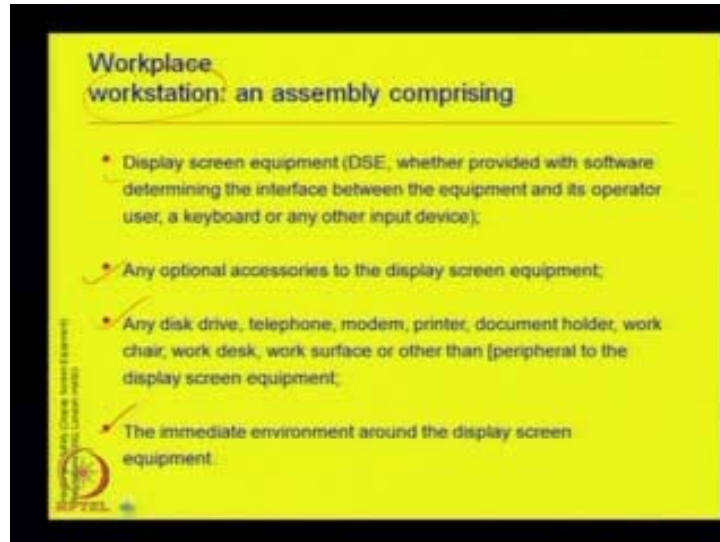 Workplace
workstation: an assembly comprising
• Display screen equipment (DSE, whether provided with software
determining the interface between the equipment and its operator
user, a keyboard or any other input device);
• Any optional accessories to the display screen equipment;
• Any disk drive, telephone, modem, printer, document holder, work
chair, work desk, work surface or other than [peripheral to the
display screen equipment;
• The immediate environment around the display screen
equipment.
NPTEL